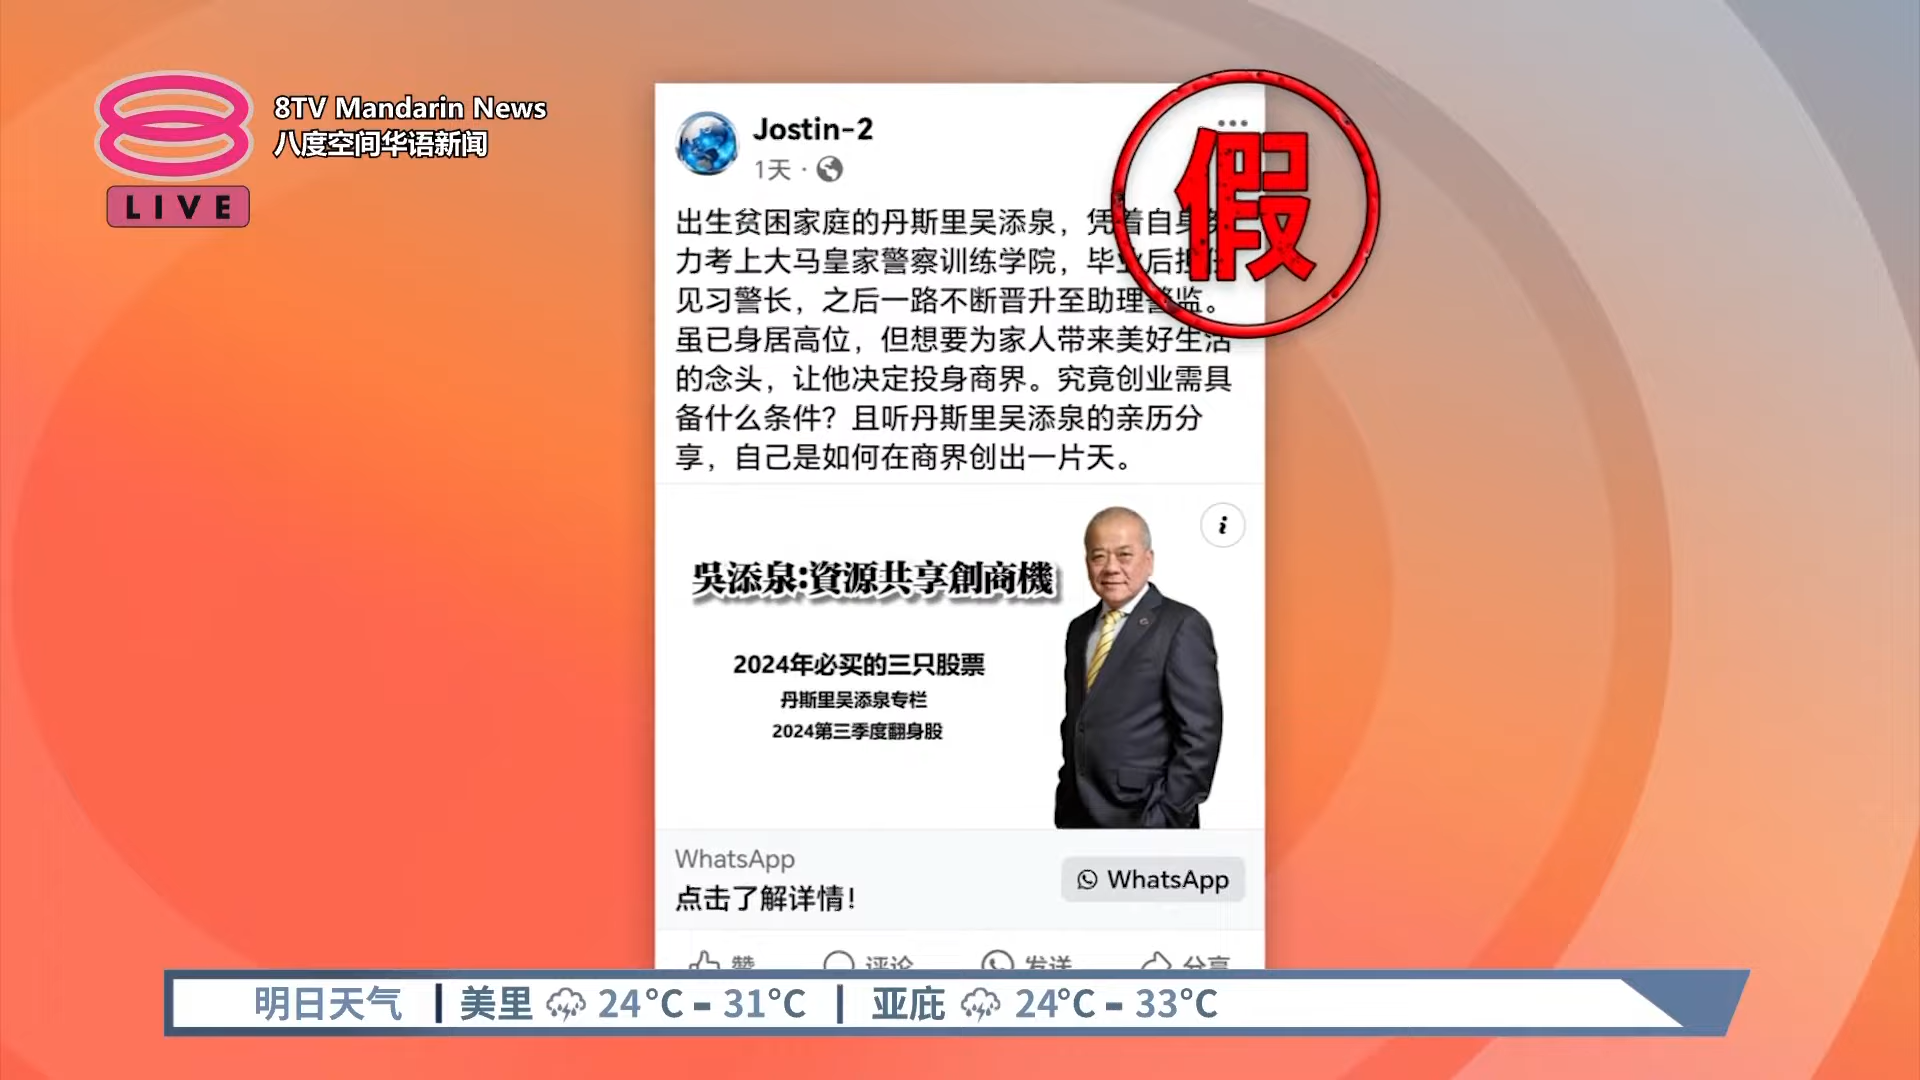 8TV Mandarin News
八度空间华语新闻
LIVE
Jostin-2
1天
假
出生贫困家庭的丹斯里吴添泉，凭着自身努
力考上大马皇家警察训练学院，毕业后担任
见习警长，之后一路不断晋升至助理警监。
虽已身居高位，但想要为家人带来美好生活
的念头，让他决定投身商界。究竟创业需具
备什么条件？且听丹斯里吴添泉的亲历分
享，自己是如何在商界创出一片天。
吳添泉:資源共享創商機
2024年必买的三只股票
丹斯里吴添泉专栏
2024第三季度翻身股
WhatsApp
点击了解详情！
WhatsApp
赞 评论 发送 分享
明日天气 | 美里 24°C - 31°C | 亚庇 24°C - 33°C